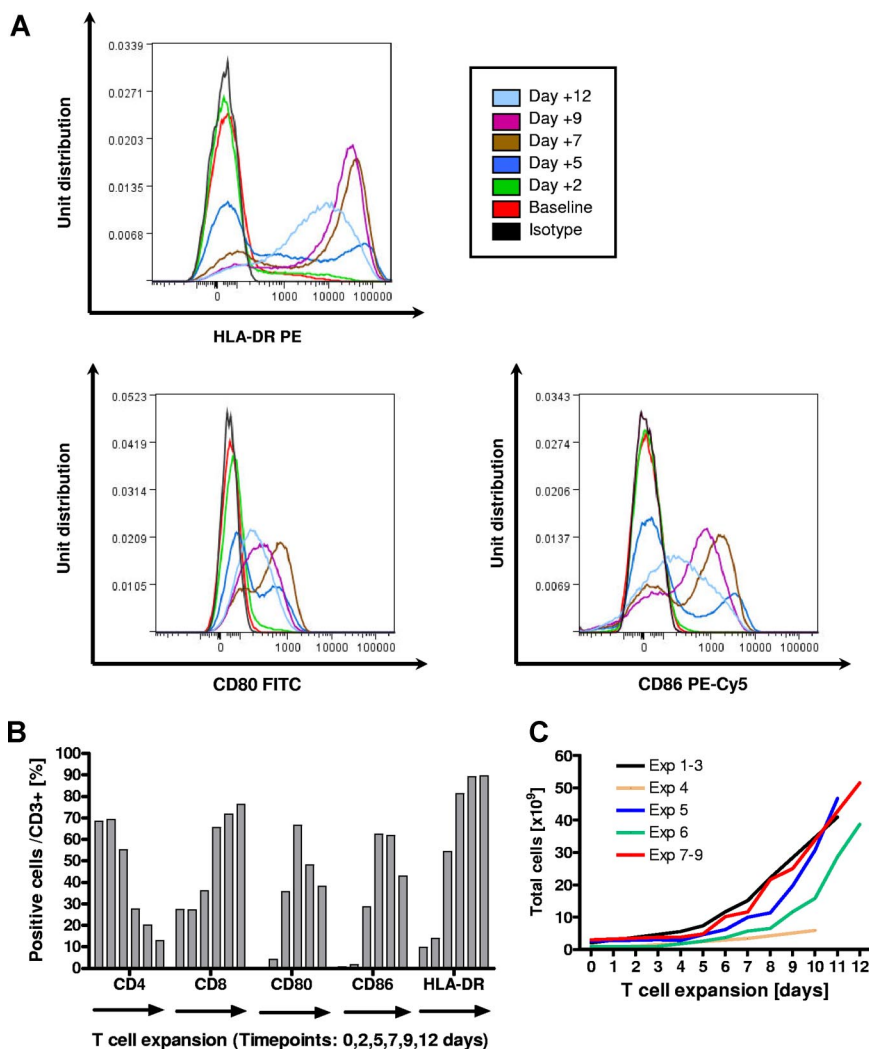 A
Unit distribution
0.0339
0.0271
0.0203
0.0135
0.0068
0 1000 10000 100000
HLA-DR PE
Day +12
Day +9
Day +7
Day +5
Day +2
Baseline
Isotype
Unit distribution
0.0523
0.0419
0.0314
0.0209
0.0105
0 1000 10000 100000
CD80 FITC
Unit distribution
0.0343
0.0274
0.0206
0.0137
0.0069
0 1000 10000 100000
CD86 PE-Cy5
B
Positive cells /CD3+ [%]
100
90
80
70
60
50
40
30
20
10
0
CD4 CD8 CD80 CD86 HLA-DR
T cell expansion (Timepoints: 0,2,5,7,9,12 days)
C
Total cells [x10⁹]
60
50
40
30
20
10
0
Exp 1-3
Exp 4
Exp 5
Exp 6
Exp 7-9
0 1 2 3 4 5 6 7 8 9 10 11 12
T cell expansion [days]